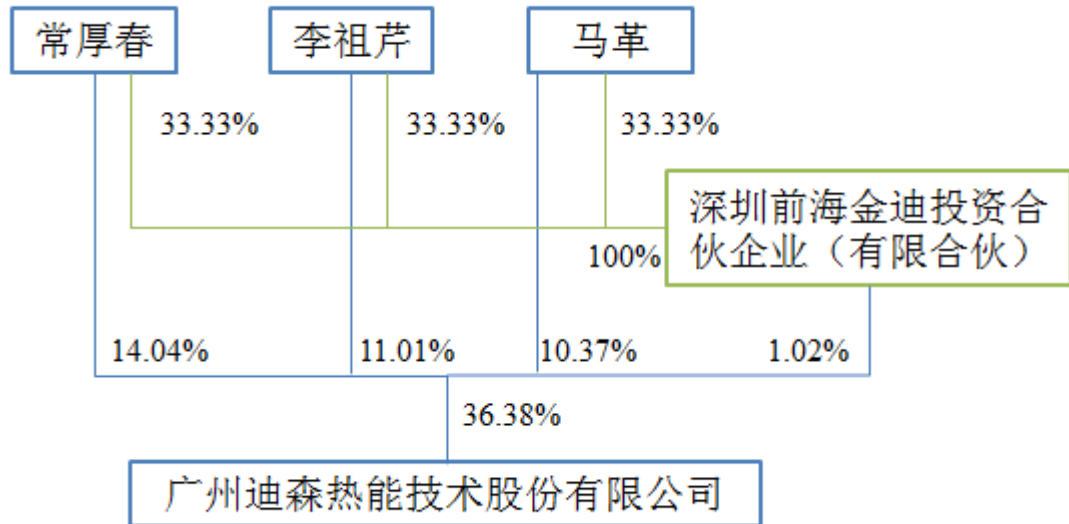 常厚春
李祖芹
马革
33.33%
33.33%
33.33%
深圳前海金迪投资合
伙企业（有限合伙）
100%
14.04%
11.01%
10.37%
1.02%
36.38%
广州迪森热能技术股份有限公司